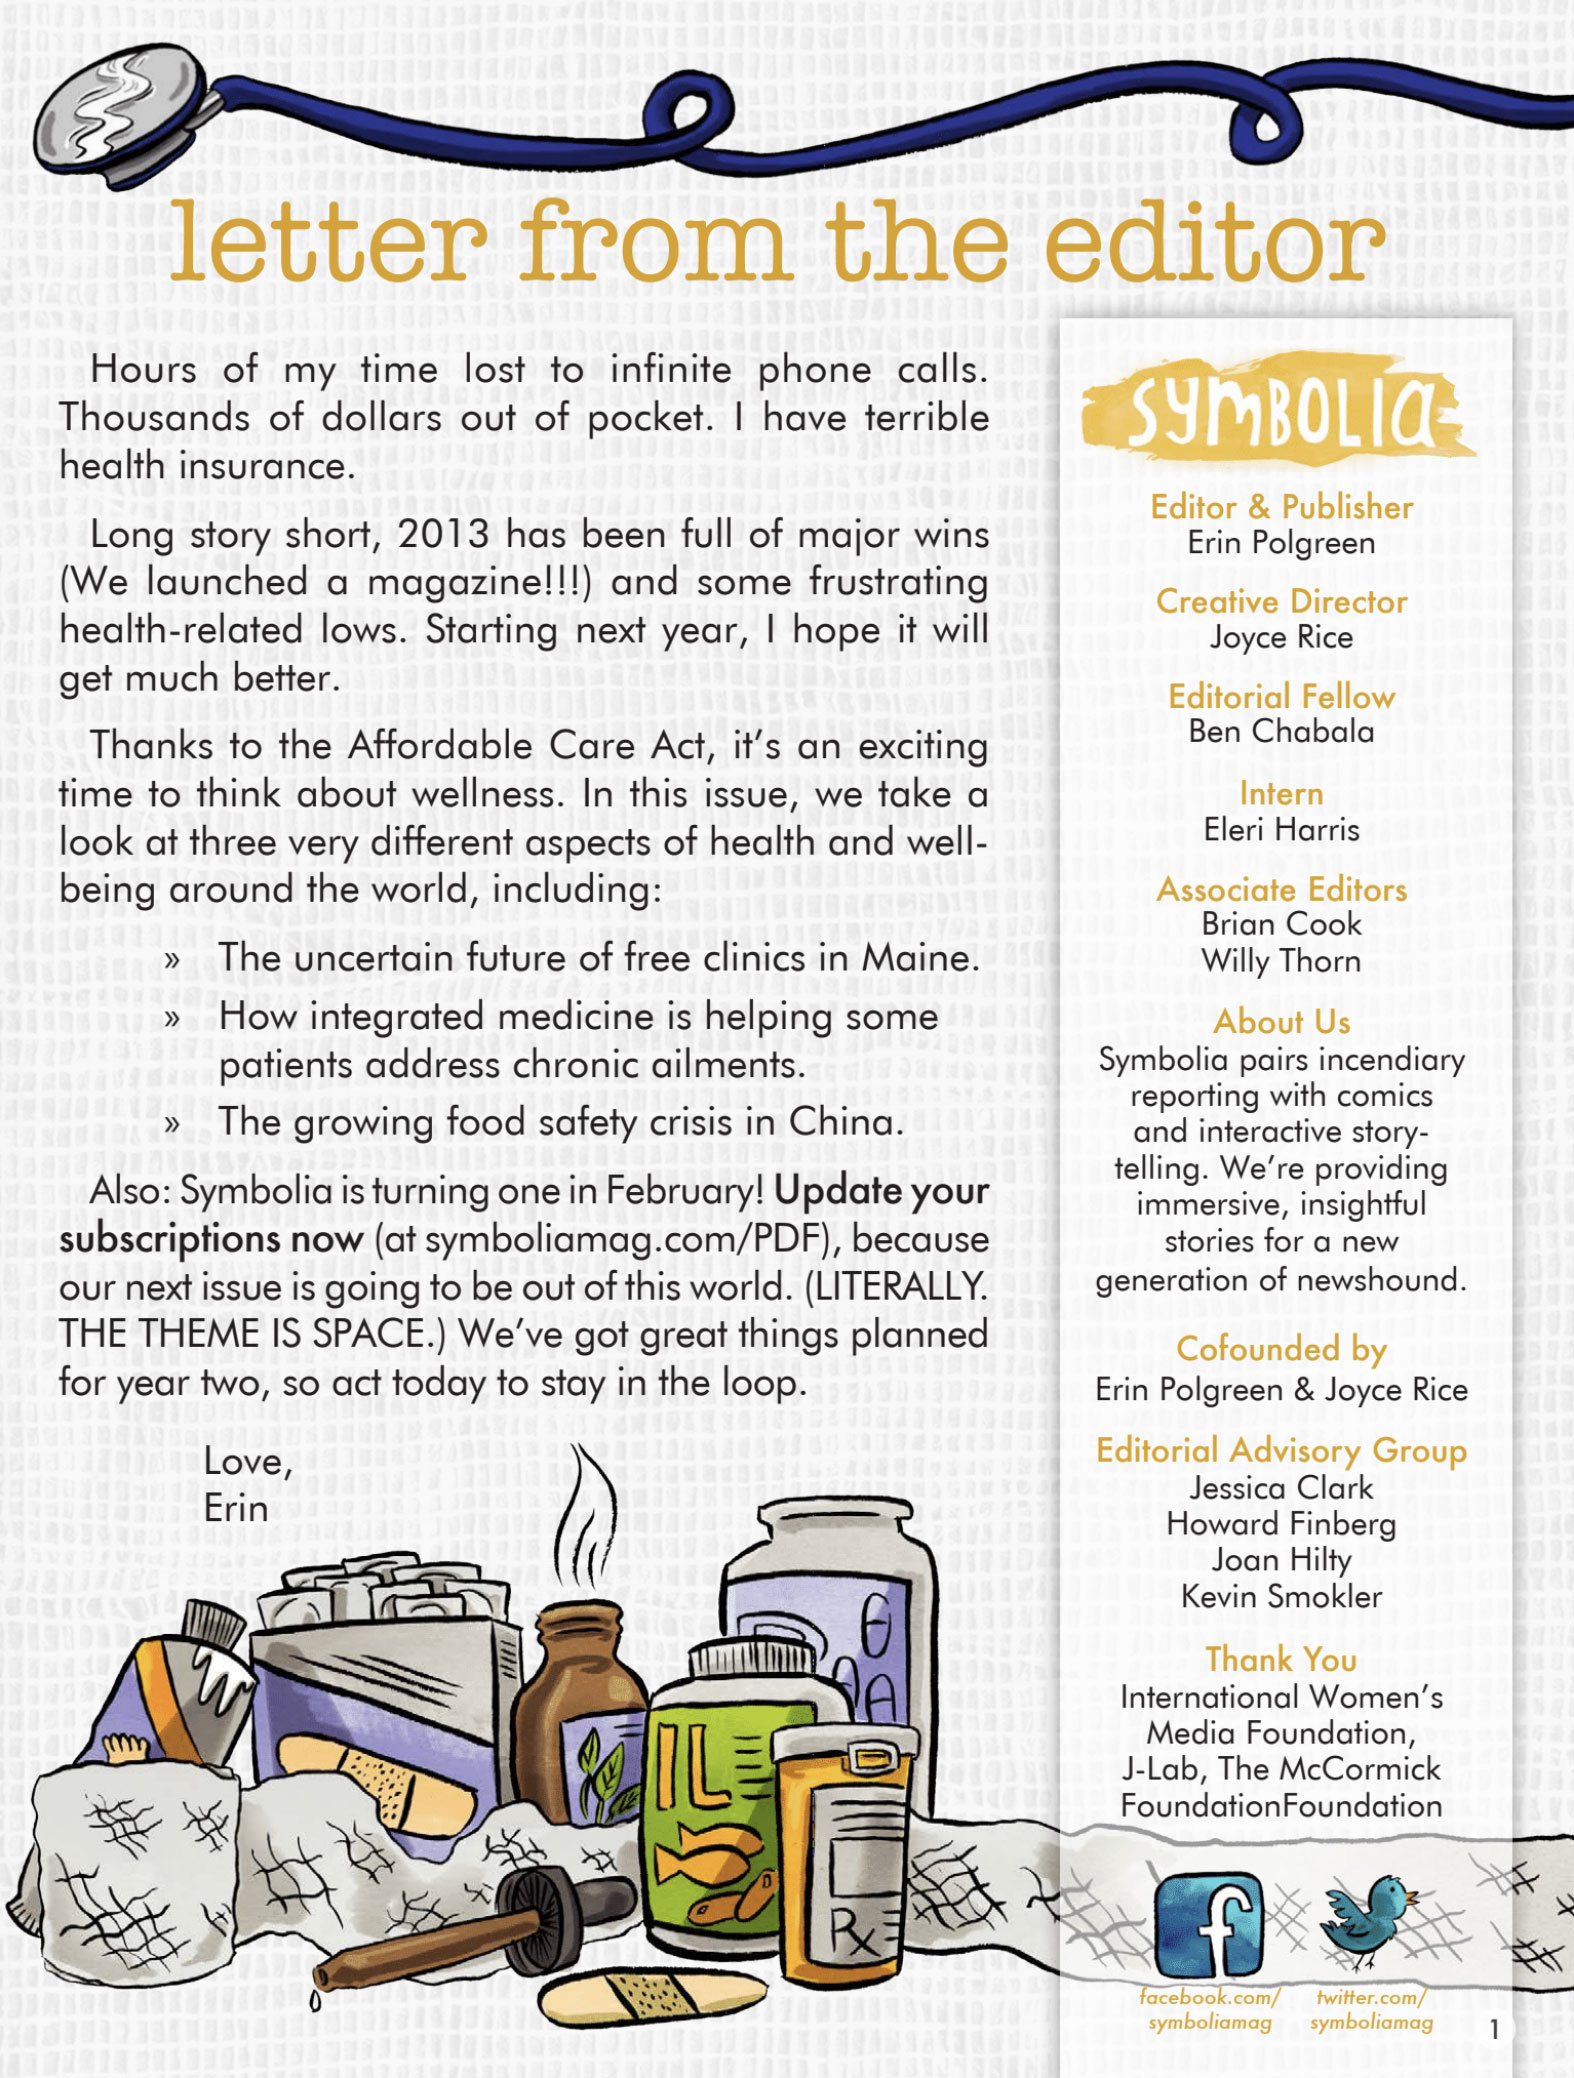 letter from the editor
Hours of my time lost to infinite phone calls.
Thousands of dollars out of pocket. I have terrible
health insurance.
Long story short, 2013 has been full of major wins
(We launched a magazine!!!) and some frustrating
health-related lows. Starting next year, I hope it will
get much better.
Thanks to the Affordable Care Act, it's an exciting
time to think about wellness. In this issue, we take a
look at three very different aspects of health and well-
being around the world, including:
» The uncertain future of free clinics in Maine.
» How integrated medicine is helping some
patients address chronic ailments.
» The growing food safety crisis in China.
Also: Symbolia is turning one in February! Update your
subscriptions now (at symboliamag.com/PDF), because
our next issue is going to be out of this world. (LITERALLY.
THE THEME IS SPACE.) We've got great things planned
for year two, so act today to stay in the loop.
Love,
Erin
SYMBOLIA
Editor & Publisher
Erin Polgreen
Creative Director
Joyce Rice
Editorial Fellow
Ben Chabala
Intern
Eleri Harris
Associate Editors
Brian Cook
Willy Thorn
About Us
Symbolia pairs incendiary
reporting with comics
and interactive story-
telling. We're providing
immersive, insightful
stories for a new
generation of newshound.
Cofounded by
Erin Polgreen & Joyce Rice
Editorial Advisory Group
Jessica Clark
Howard Finberg
Joan Hilty
Kevin Smokler
Thank You
International Women's
Media Foundation,
J-Lab, The McCormick
FoundationFoundation
f
facebook.com/
symboliamag
twitter.com/
symboliamag
1
IL
Rx